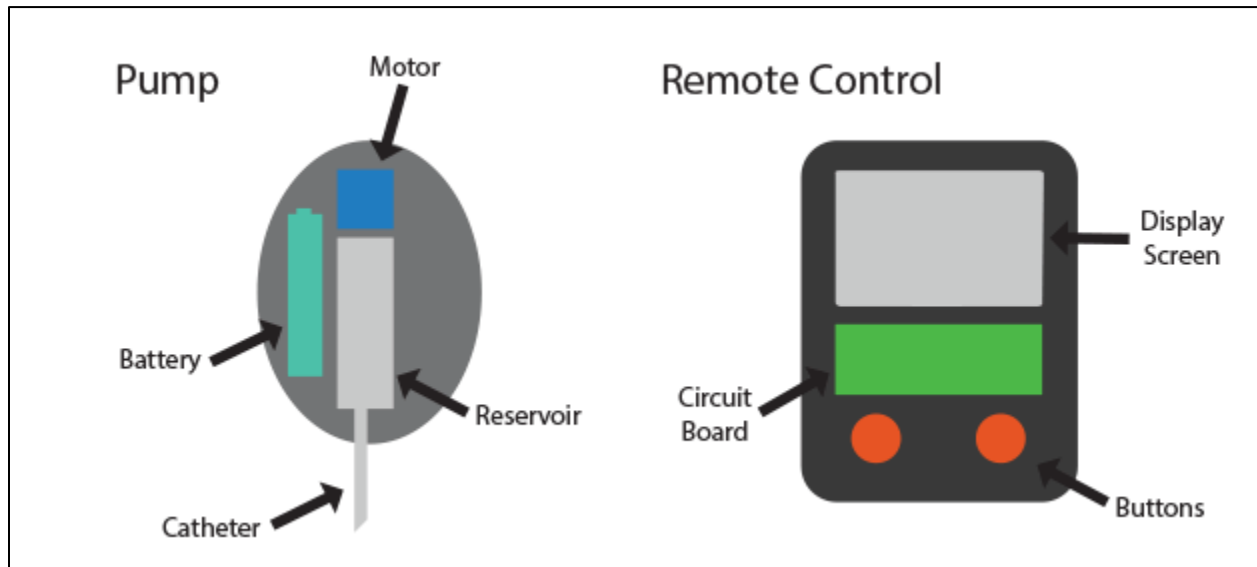 Pump
Motor
Battery
Reservoir
Catheter
Remote Control
Display
Screen
Circuit
Board
Buttons